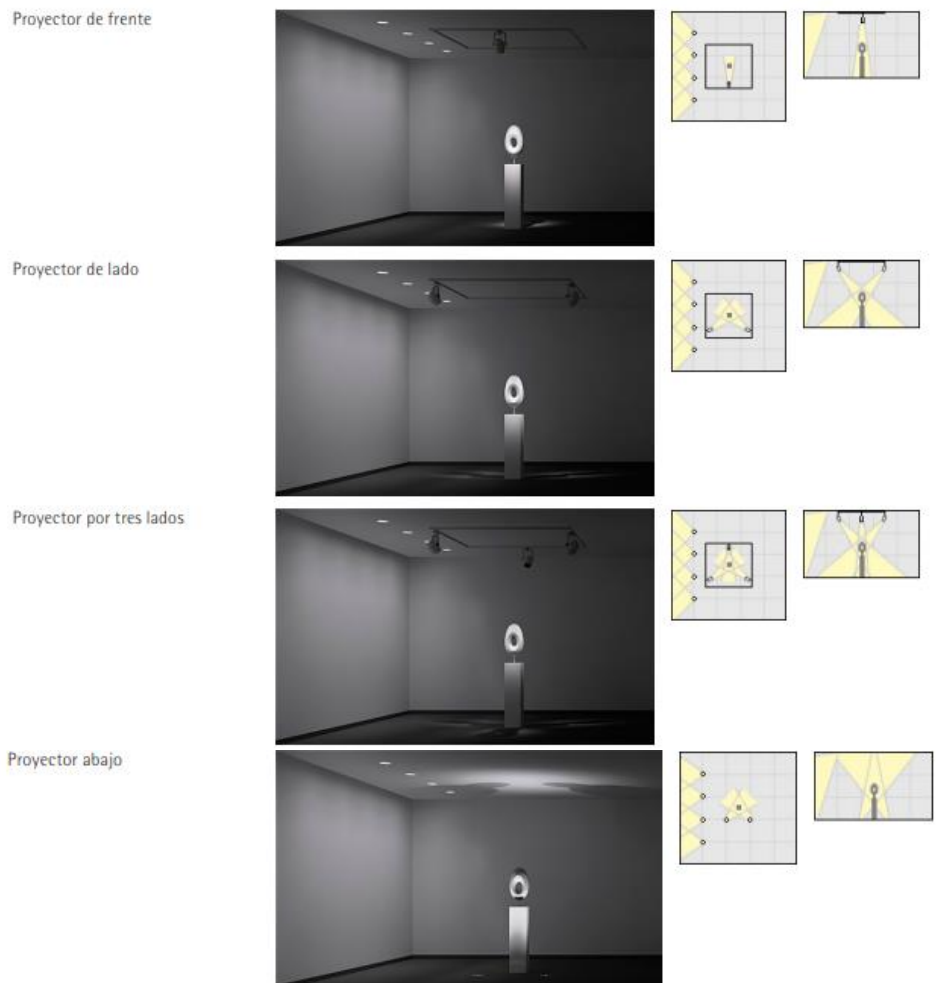 Proyector de frente
Proyector de lado
Proyector por tres lados
Proyector abajo